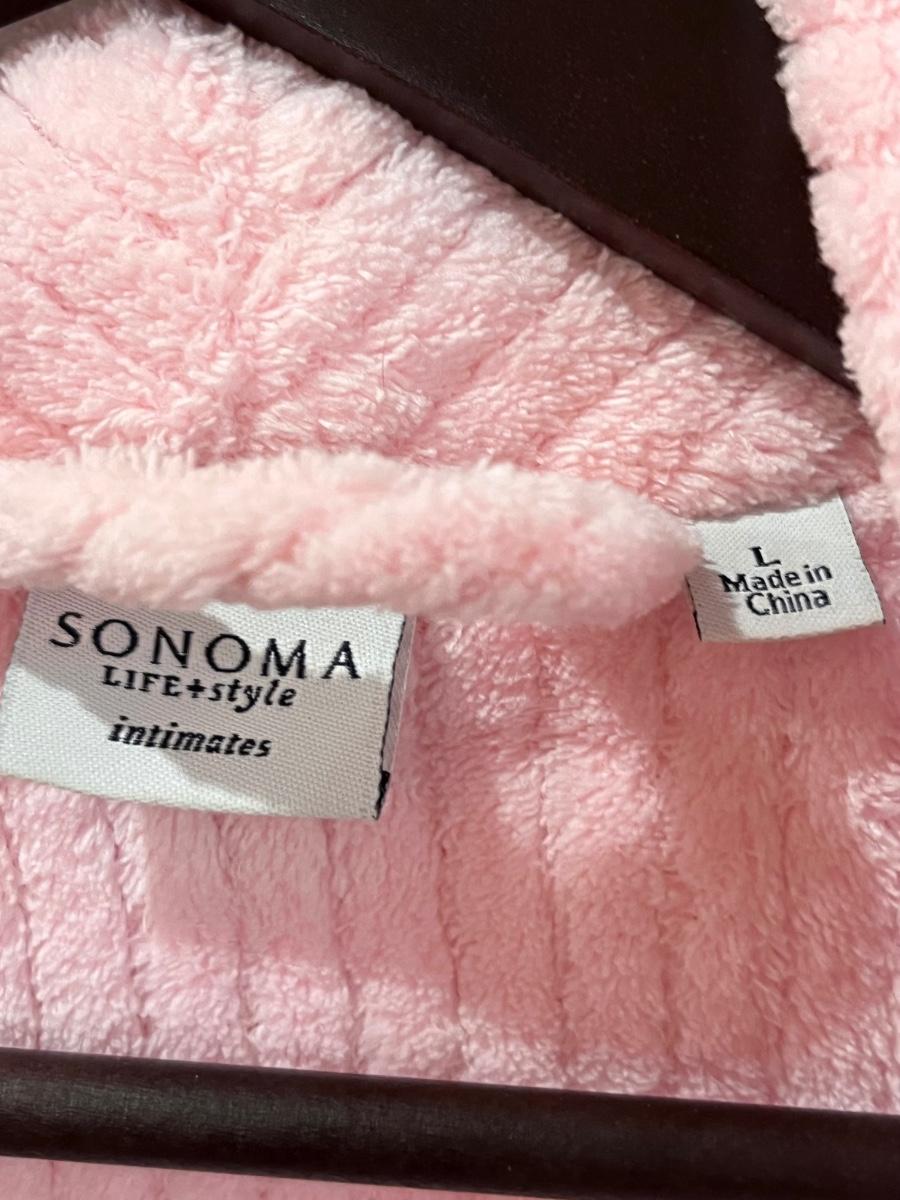 SONOMA
LIFE+style
intimates
L
Made in
China